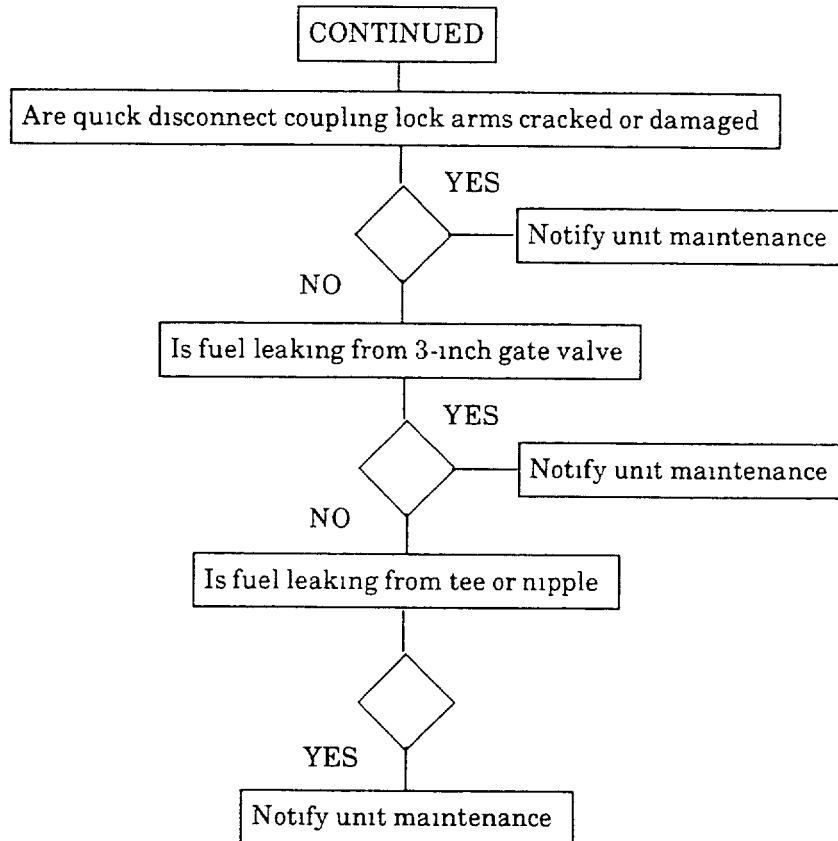 CONTINUED
Are quick disconnect coupling lock arms cracked or damaged
YES
Notify unit maintenance
NO
Is fuel leaking from 3-inch gate valve
YES
Notify unit maintenance
NO
Is fuel leaking from tee or nipple
YES
Notify unit maintenance